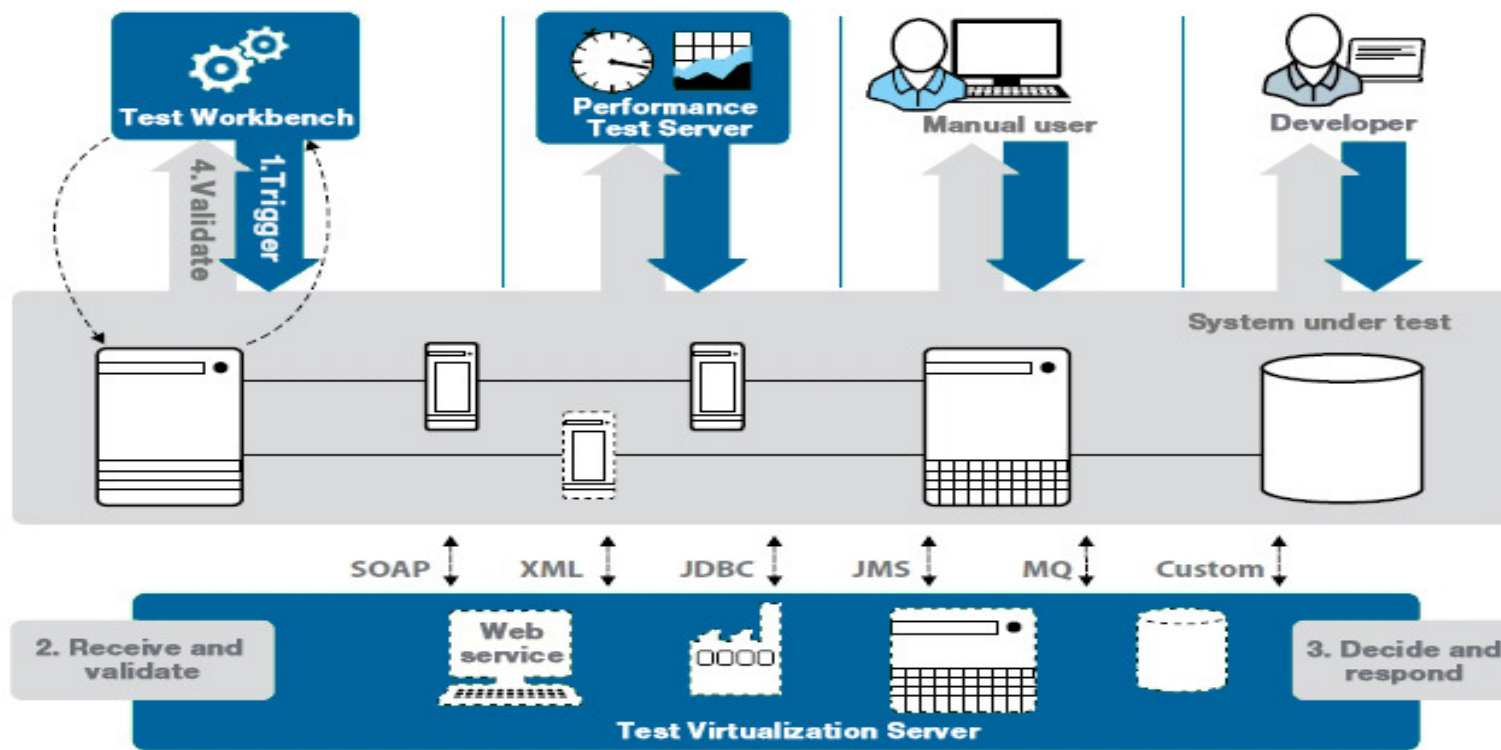 Test Workbench
Performance
Test Server
Manual user
Developer
4.Validate
1.Trigger
System under test
SOAP
XML
JDBC
JMS
MQ
Custom
2. Receive and
validate
Web
service
3. Decide and
respond
Test Virtualization Server